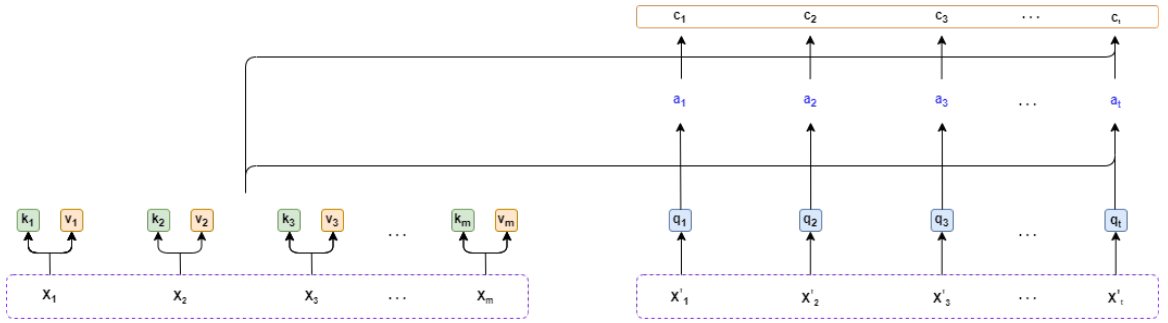 c₁ c₂ c₃ ... cₜ
a₁ a₂ a₃ ... aₜ
k₁ v₁ k₂ v₂ k₃ v₃ ... kₘ vₘ q₁ q₂ q₃ ... qₜ
X₁ X₂ X₃ ... Xₘ X'₁ X'₂ X'₃ ... X'ₜ